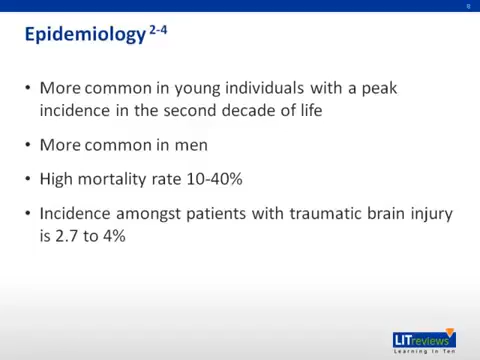 Epidemiology 2-4
• More common in young individuals with a peak
incidence in the second decade of life
• More common in men
• High mortality rate 10-40%
• Incidence amongst patients with traumatic brain injury
is 2.7 to 4%
LITreviews
Learning in Ten